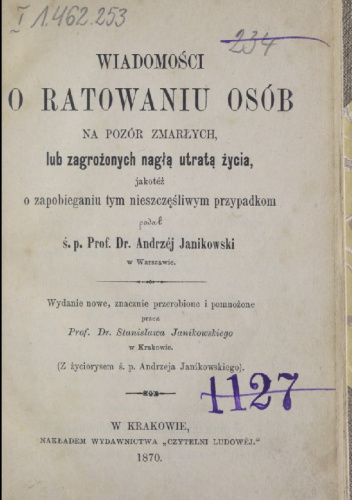 I 1.462.253
234
WIADOMOŚCI
O RATOWANIU OSÓB
NA POZÓR ZMARŁYCH,
lub zagrożonych nagłą utratą życia,
jakotéż
o zapobieganiu tym nieszczęśliwym przypadkom
podał
ś. p. Prof. Dr. Andrzéj Janikowski
w Warszawie.
Wydanie nowe, znacznie przerobione i pomnożone
przez
Prof. Dr. Stanisława Janikowskiego
w Krakowie.
(Z życiorysem ś. p. Andrzeja Janikowskiego).
1127
W KRAKOWIE,
NAKŁADEM WYDAWNICTWA „CZYTELNI LUDOWÉJ.“
1870.